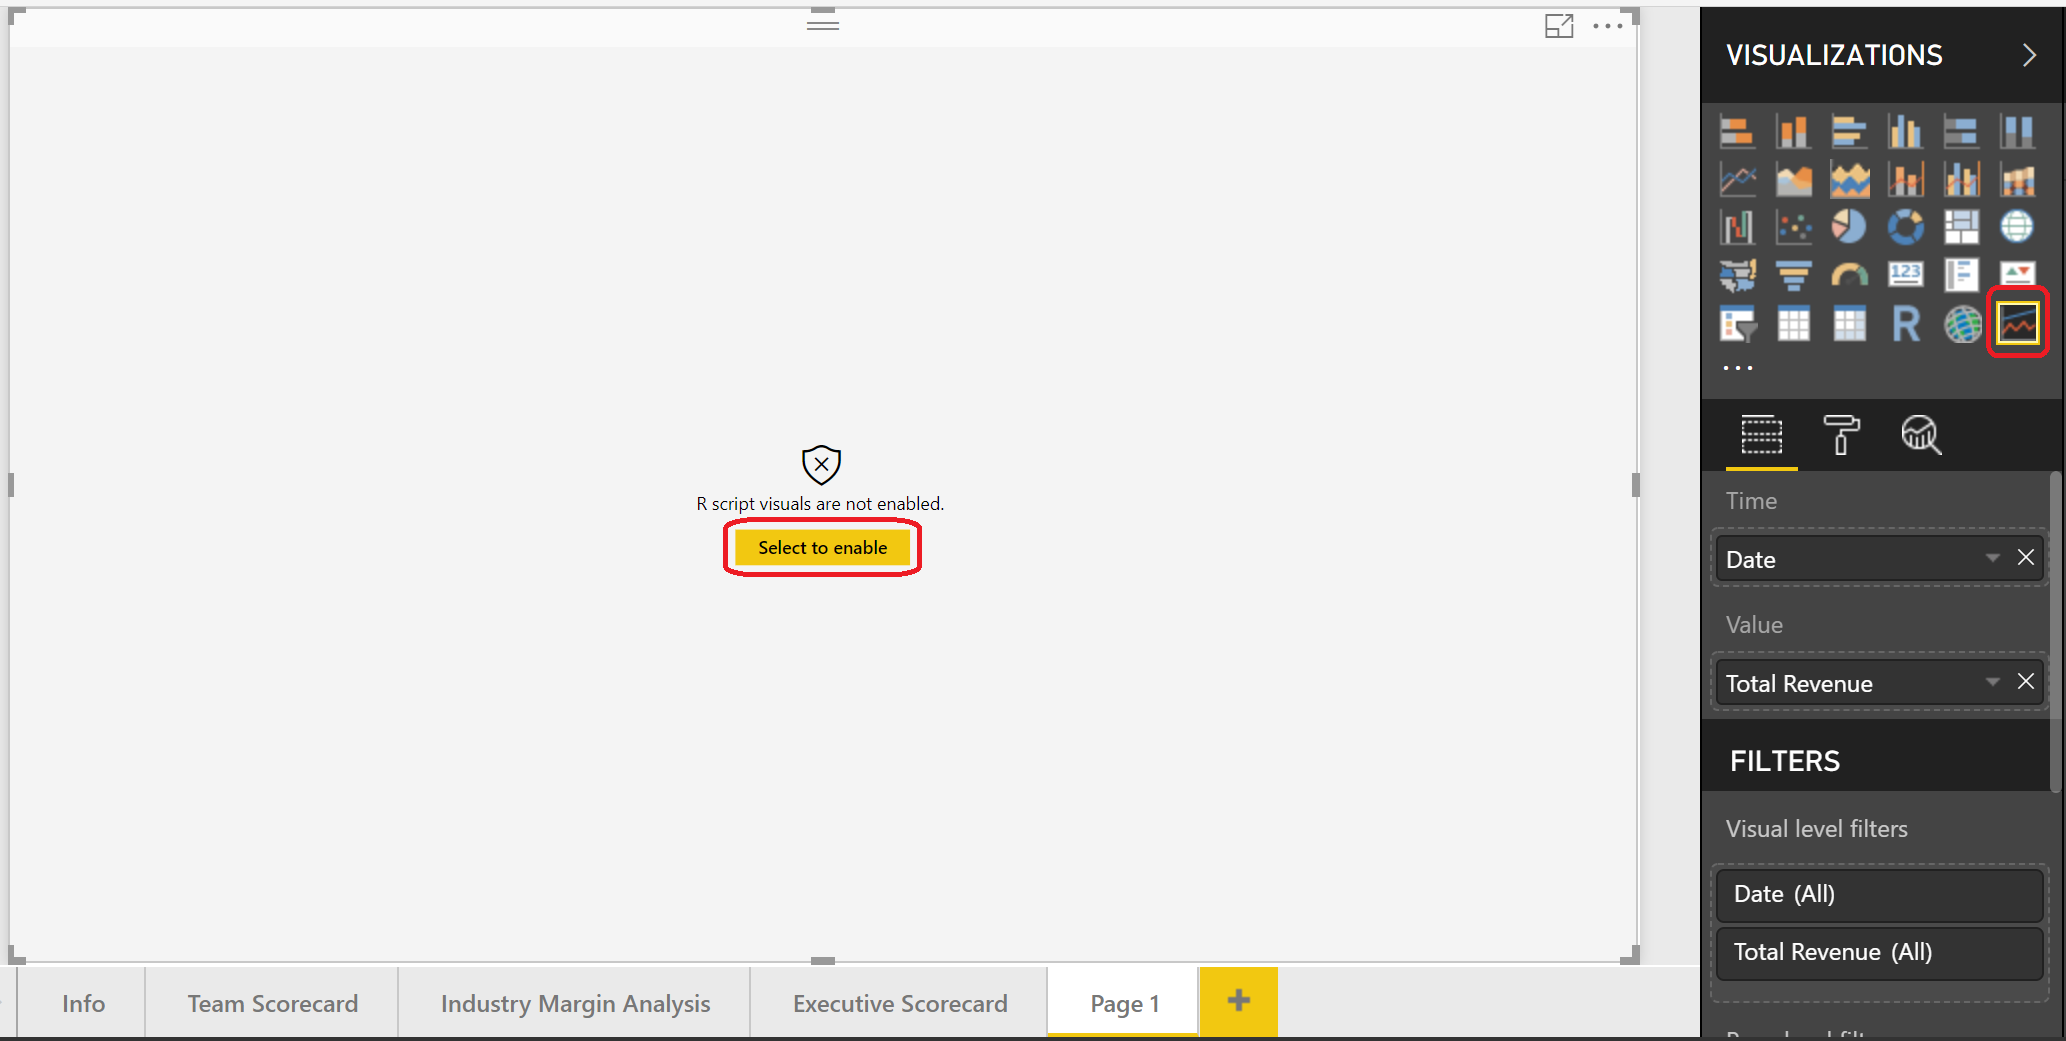 VISUALIZATIONS
123
R
R script visuals are not enabled.
Select to enable
Time
Date
Value
Total Revenue
FILTERS
Visual level filters
Date (All)
Total Revenue (All)
Info
Team Scorecard
Industry Margin Analysis
Executive Scorecard
Page 1